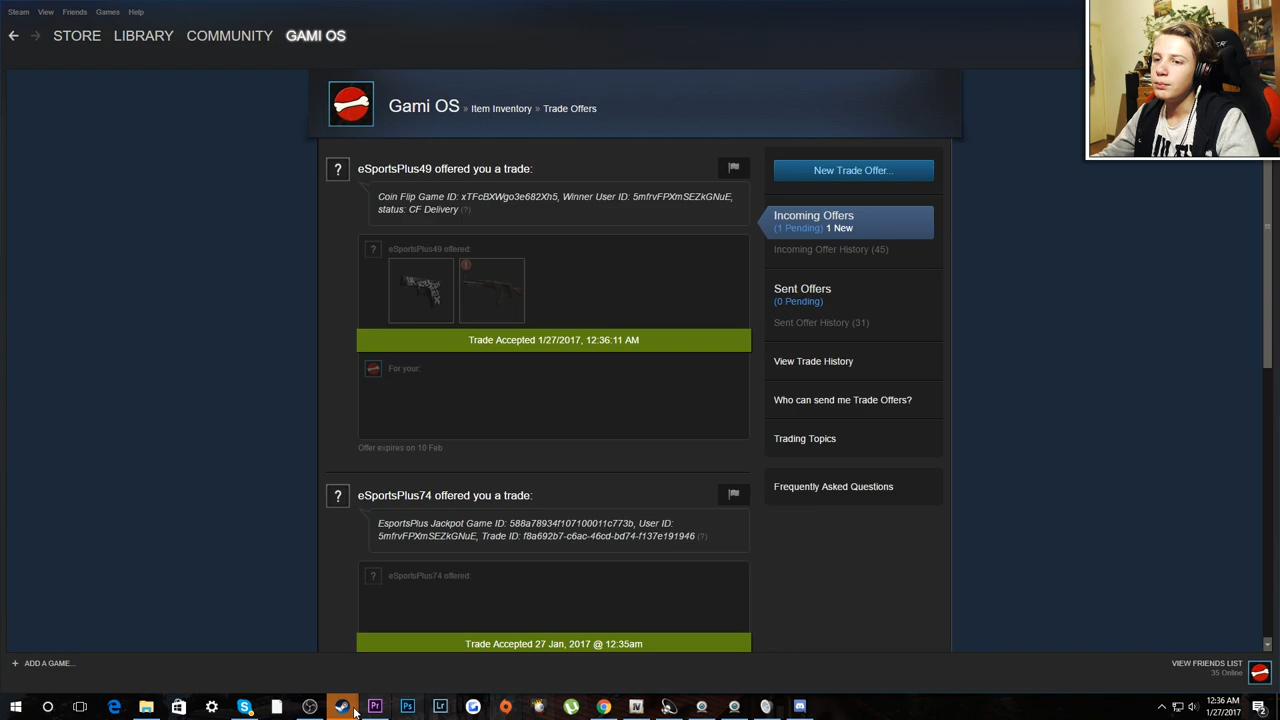 Steam View Friends Games Help
STORE LIBRARY COMMUNITY GAMI OS
Gami OS » Item Inventory » Trade Offers
eSportsPlus49 offered you a trade:
Coin Flip Game ID: xTFcBXWgo3e682Xh5, Winner User ID: 5mfrvFPXmSEZkGNuE,
status: CF Delivery (?)
eSportsPlus49 offered:
Trade Accepted 1/27/2017, 12:36:11 AM
For your:
Offer expires on 10 Feb
eSportsPlus74 offered you a trade:
EsportsPlus Jackpot Game ID: 588a78934f107100011c773b, User ID:
5mfrvFPXmSEZkGNuE, Trade ID: f8a692b7-c6ac-46cd-bd74-f137e191946 (?)
eSportsPlus74 offered:
Trade Accepted 27 Jan, 2017 @ 12:35am
New Trade Offer...
Incoming Offers
(1 Pending) 1 New
Incoming Offer History (45)
Sent Offers
(0 Pending)
Sent Offer History (31)
View Trade History
Who can send me Trade Offers?
Trading Topics
Frequently Asked Questions
+ ADD A GAME...
VIEW FRIENDS LIST
35 Online
Pr Ps Lr
12:36 AM
1/27/2017
2